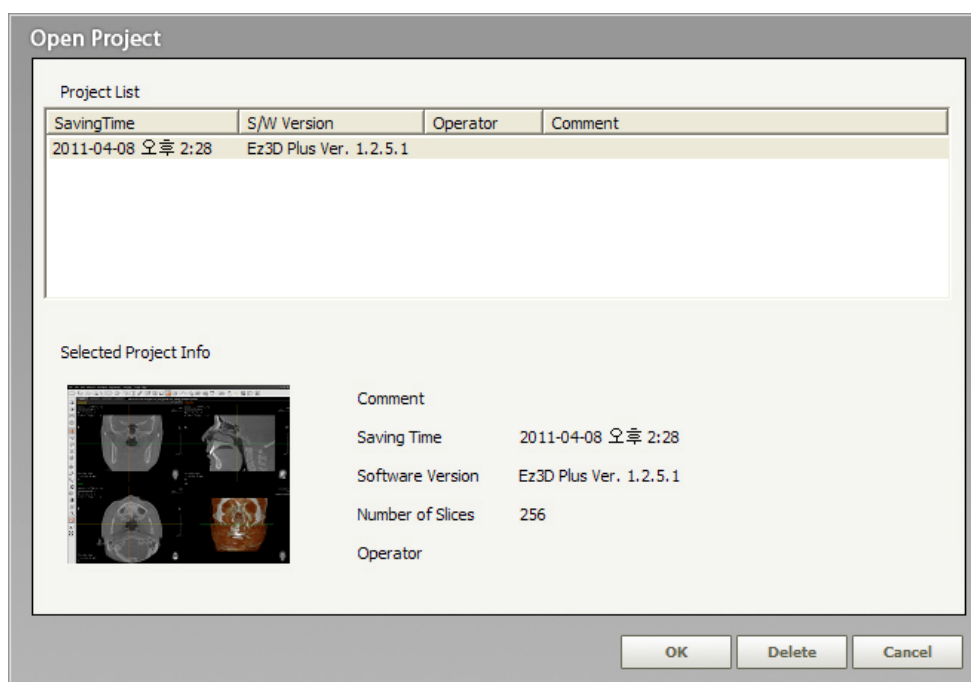 Open Project
Project List
SavingTime S/W Version Operator Comment
2011-04-08 오후 2:28 Ez3D Plus Ver. 1.2.5.1
Selected Project Info
Comment
Saving Time 2011-04-08 오후 2:28
Software Version Ez3D Plus Ver. 1.2.5.1
Number of Slices 256
Operator
OK Delete Cancel